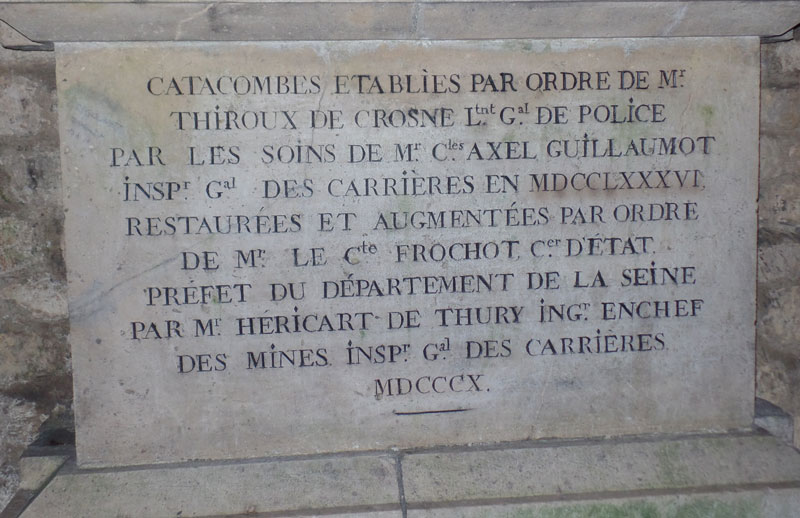 CATACOMBES ETABLIES PAR ORDRE DE Mr
THIROUX DE CROSNE Ltnt Gal DE POLICE
PAR LES SOINS DE Mr Cles AXEL GUILLAUMOT
INSPr Gal DES CARRIÈRES EN MDCCLXXXVI.
RESTAURÉES ET AUGMENTÉES PAR ORDRE
DE Mr. LE Cte FROCHOT, Cer D'ÉTAT,
PRÉFET DU DÉPARTEMENT DE LA SEINE
PAR Mr HÉRICART DE THURY INGr. ENCHEF
DES MINES. INSPr Gal DES CARRIÈRES.
MDCCCX.